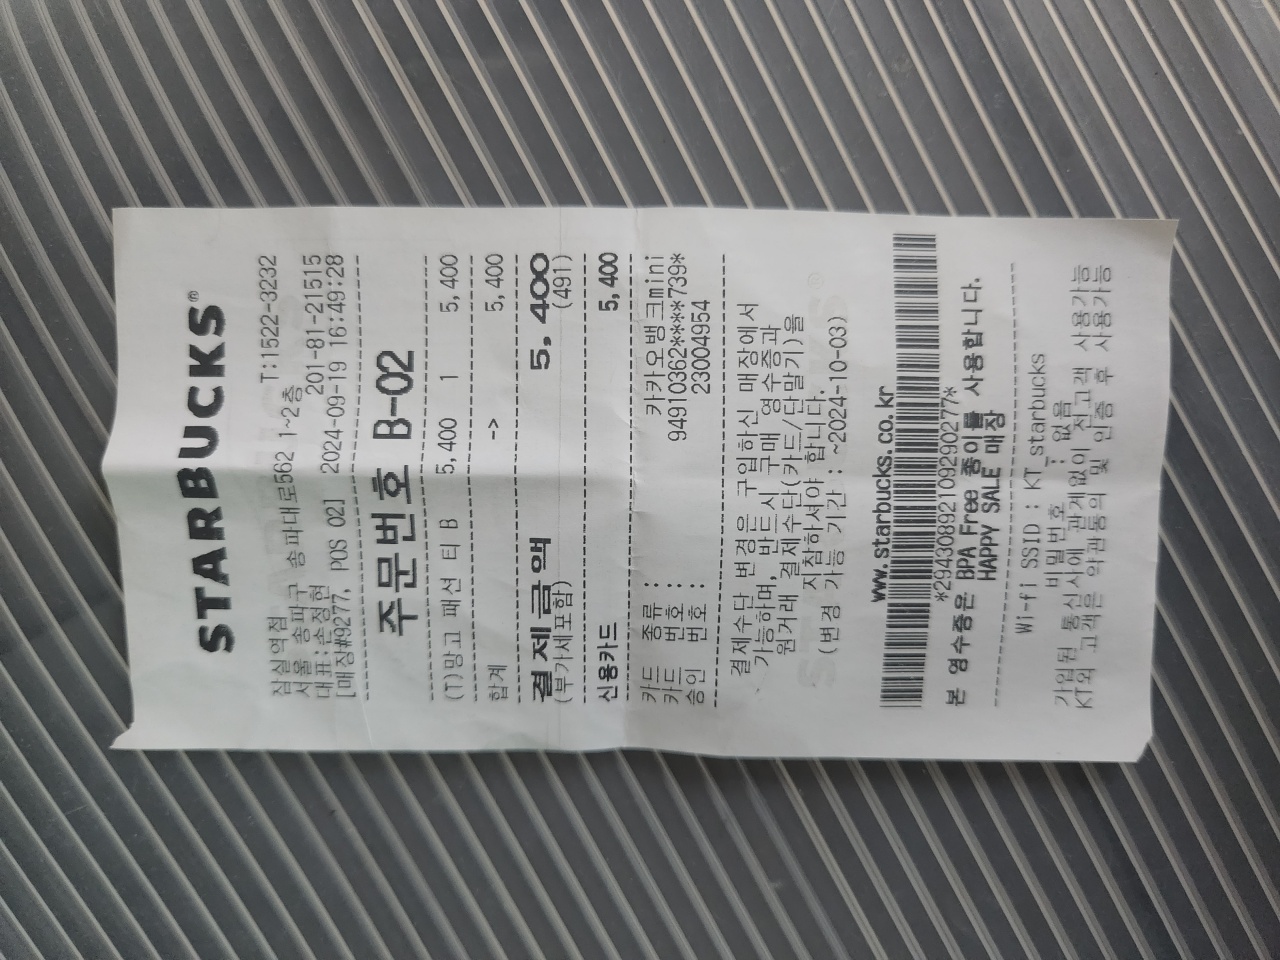 STARBUCKS®
잠실역점 T:1522-3232
서울 송파구 송파대로562 1~2층
대표:손정현 201-81-21515
[매장#9277, POS 02] 2024-09-19 16:49:28
주문번호 B-02
(T)망고 패션 티 B 5,400 1 5,400
합계 -> 5,400
결제금액 5,400
(부가세포함) (491)
신용카드 5,400
카드 종류 : 카카오뱅크mini
카드 번호 : 94910362****739*
승인 번호 : 23004954
결제수단 변경은 구입하신 매장에서
가능하며, 반드시 구매 영수증과
원거래 결제수단(카드/단말기)을
지참하셔야 합니다.
(변경 가능 기간 : ~2024-10-03)
www.starbucks.co.kr
*29430892109290277*
본 영수증은 BPA Free 종이를 사용합니다.
HAPPY SALE 매장
Wi-fi SSID : KT_starbucks
비밀번호 : 없음
가입된 통신사에 관계없이 전고객 사용가능
KT외 고객은 약관동의 및 인증 후 사용가능